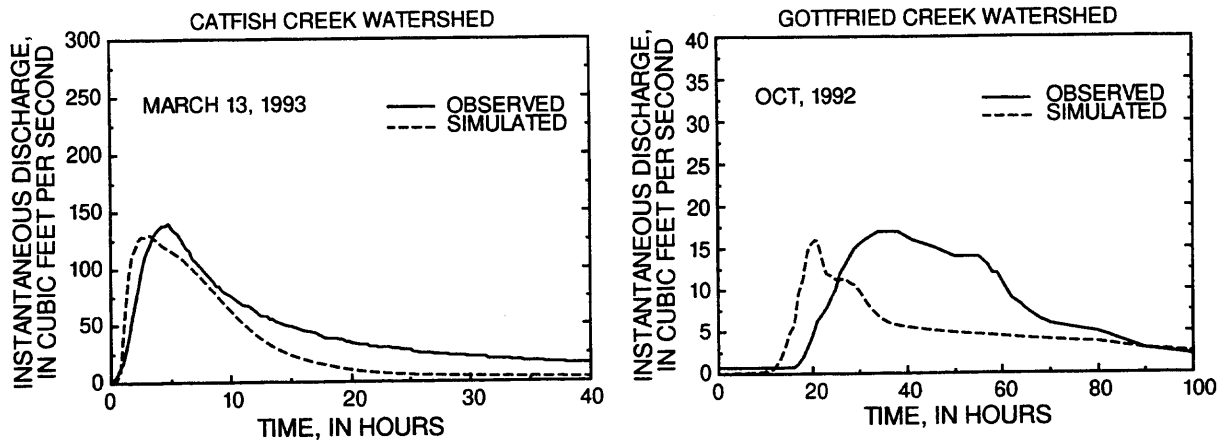 CATFISH CREEK WATERSHED
INSTANTANEOUS DISCHARGE,
IN CUBIC FEET PER SECOND
300
250
200
150
100
50
0
MARCH 13, 1993
OBSERVED
SIMULATED
0 10 20 30 40
TIME, IN HOURS
GOTTFRIED CREEK WATERSHED
INSTANTANEOUS DISCHARGE,
IN CUBIC FEET PER SECOND
40
35
30
25
20
15
10
5
0
OCT, 1992
OBSERVED
SIMULATED
0 20 40 60 80 100
TIME, IN HOURS